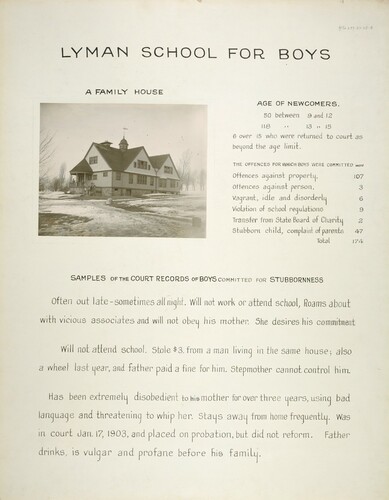 LYMAN SCHOOL FOR BOYS
A FAMILY HOUSE
AGE OF NEWCOMERS.
50 between 9 and 12
118 " 13 " 15
6 over 15 who were returned to court as
beyond the age limit.
THE OFFENCES FOR WHICH BOYS WERE COMMITTED WERE
Offences against property. 107
Offences against person, 3
Vagrant, idle and disorderly 6
Violation of school regulations 9
Transfer from State Board of Charity 2
Stubborn child, complaint of parents 47
Total 174
SAMPLES OF THE COURT RECORDS OF BOYS COMMITTED FOR STUBBORNNESS
Often out late-sometimes all night. Will not work or attend school, Roams about
with vicious associates and will not obey his mother. She desires his commitment
Will not attend school. Stole $3. from a man living in the same house; also
a wheel last year, and father paid a fine for him. Stepmother cannot control him.
Has been extremely disobedient to his mother for over three years, using bad
language and threatening to whip her. Stays away from home frequently. Was
in court Jan. 17, 1903, and placed on probation, but did not reform. Father
drinks, is vulgar and profane before his family.